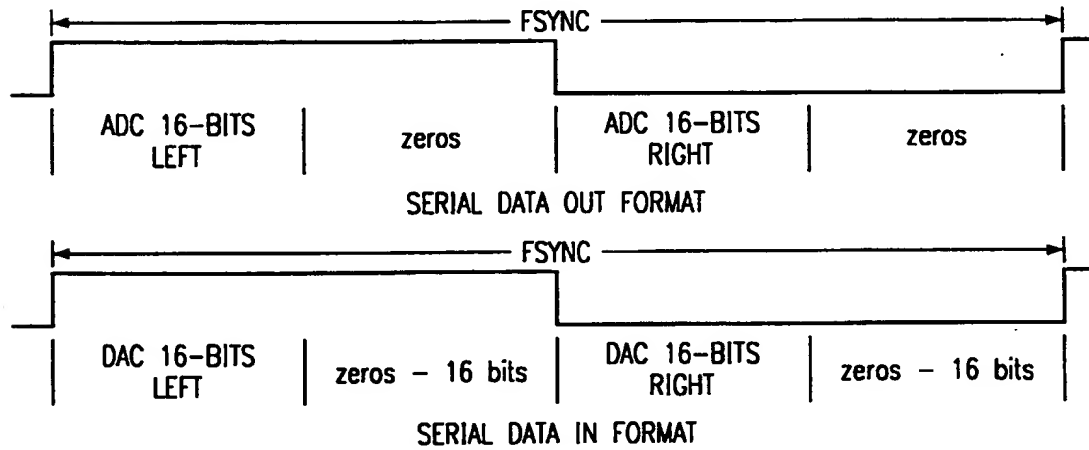 FSYNC
ADC 16-BITS
LEFT
zeros
ADC 16-BITS
RIGHT
zeros
SERIAL DATA OUT FORMAT
FSYNC
DAC 16-BITS
LEFT
zeros - 16 bits
DAC 16-BITS
RIGHT
zeros - 16 bits
SERIAL DATA IN FORMAT